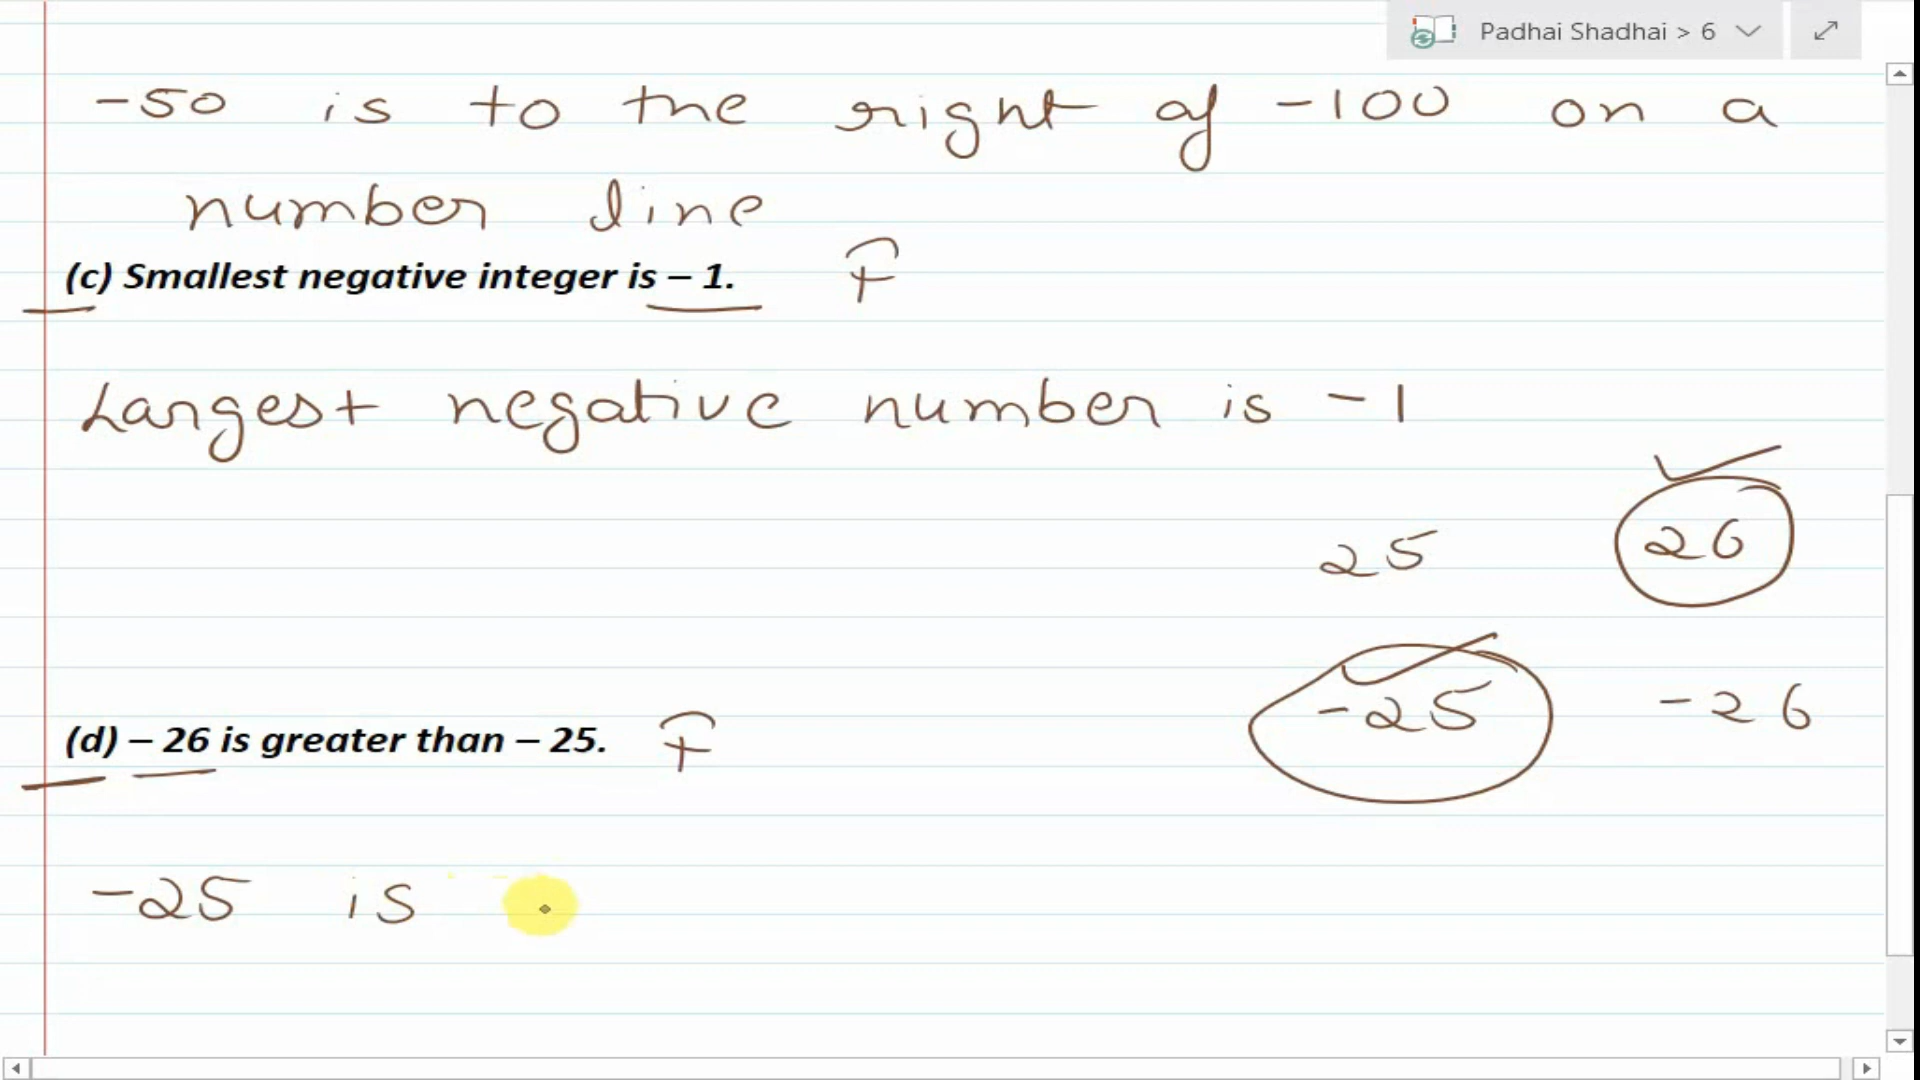 Padhai Shadhai > 6
-50 is to the right of -100 on a
number line
(c) Smallest negative integer is – 1. F
Largest negative number is -1
25 26
-25 -26
(d) – 26 is greater than – 25. F
-25 is